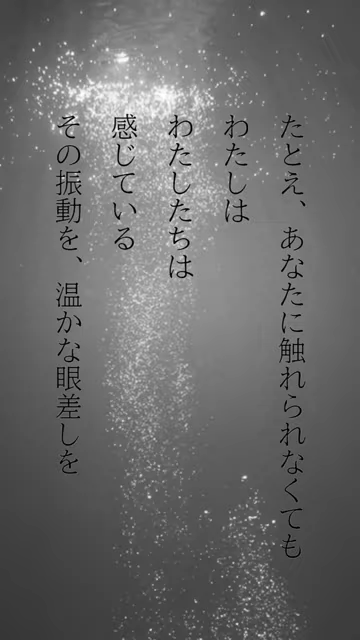 たとえ、あなたに触れられなくても
わたしは
わたしたちは
感じている
その振動を、温かな眼差しを